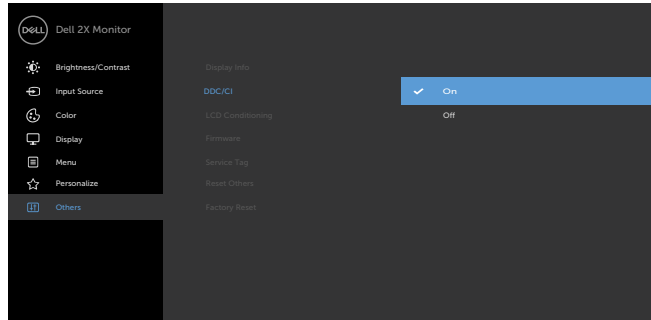 DELL Dell 2X Monitor
Brightness/Contrast
Input Source
Color
Display
Menu
Personalize
Others
Display Info
DDC/CI
LCD Conditioning
Firmware
Service Tag
Reset Others
Factory Reset
On
Off